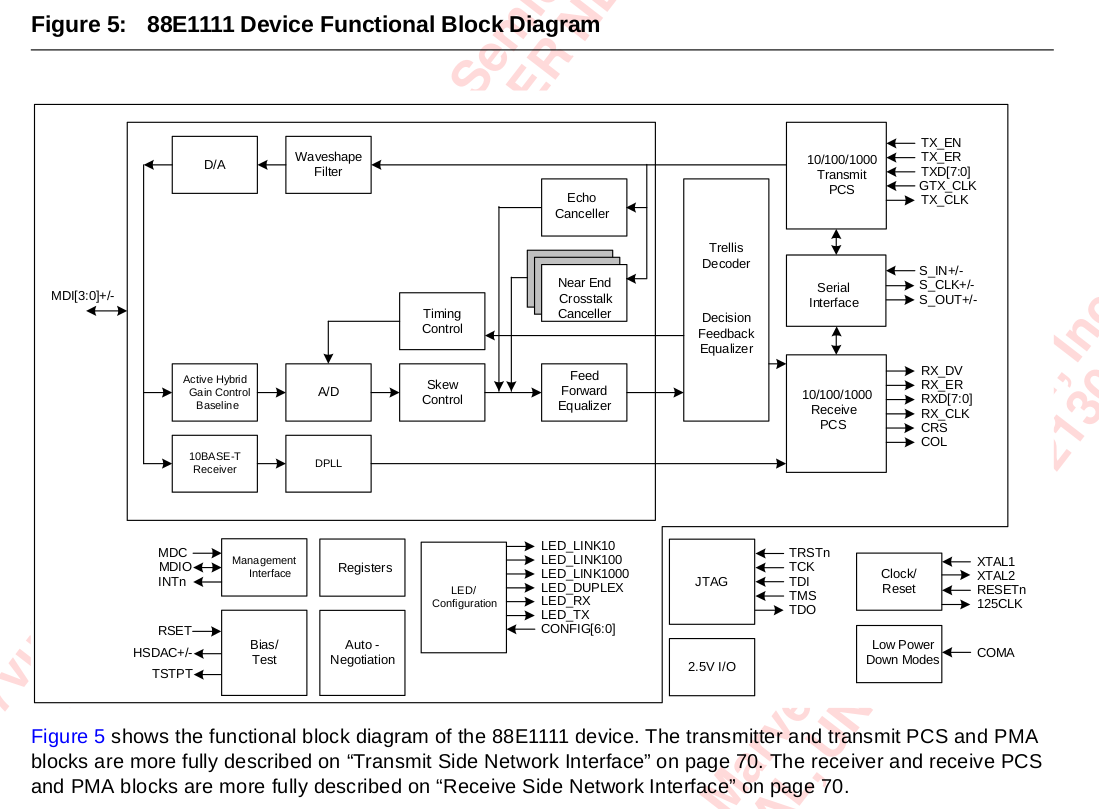 Figure 5: 88E1111 Device Functional Block Diagram
D/A
Waveshape
Filter
10/100/1000
Transmit
PCS
TX_EN
TX_ER
TXD[7:0]
GTX_CLK
TX_CLK
Echo
Canceller
Near End
Crosstalk
Canceller
Trellis
Decoder
Decision
Feedback
Equalizer
Serial
Interface
S_IN+/-
S_CLK+/-
S_OUT+/-
MDI[3:0]+/-
Timing
Control
Active Hybrid
Gain Control
Baseline
A/D
Skew
Control
Feed
Forward
Equalizer
10/100/1000
Receive
PCS
RX_DV
RX_ER
RXD[7:0]
RX_CLK
CRS
COL
10BASE-T
Receiver
DPLL
MDC
MDIO
INTn
Management
Interface
Registers
LED/
Configuration
LED_LINK10
LED_LINK100
LED_LINK1000
LED_DUPLEX
LED_RX
LED_TX
CONFIG[6:0]
JTAG
TRSTn
TCK
TDI
TMS
TDO
Clock/
Reset
XTAL1
XTAL2
RESETn
125CLK
RSET
HSDAC+/-
TSTPT
Bias/
Test
Auto -
Negotiation
2.5V I/O
Low Power
Down Modes
COMA
Figure 5 shows the functional block diagram of the 88E1111 device. The transmitter and transmit PCS and PMA
blocks are more fully described on “Transmit Side Network Interface” on page 70. The receiver and receive PCS
and PMA blocks are more fully described on “Receive Side Network Interface” on page 70.